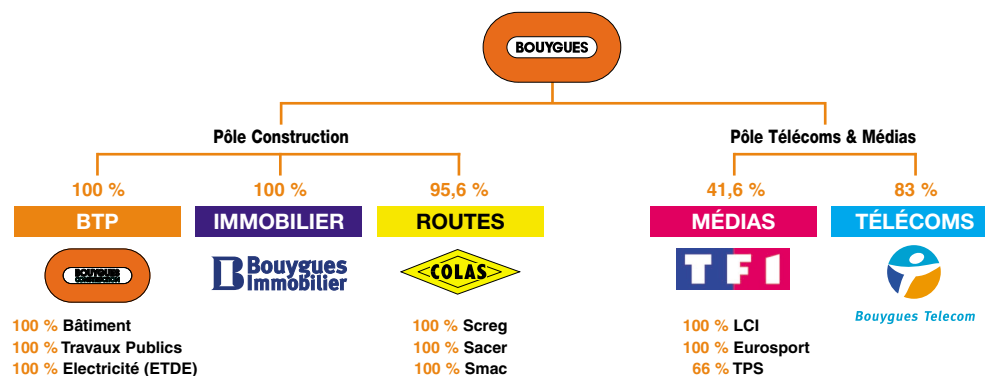 BOUYGUES
Pôle Construction
Pôle Télécoms & Médias
100 %
100 %
95,6 %
41,6 %
83 %
BTP
IMMOBILIER
ROUTES
MÉDIAS
TÉLÉCOMS
BOUYGUES
CONSTRUCTION
Bouygues
Immobilier
COLAS
TF1
Bouygues Telecom
100 % Bâtiment
100 % Travaux Publics
100 % Electricité (ETDE)
100 % Screg
100 % Sacer
100 % Smac
100 % LCI
100 % Eurosport
66 % TPS